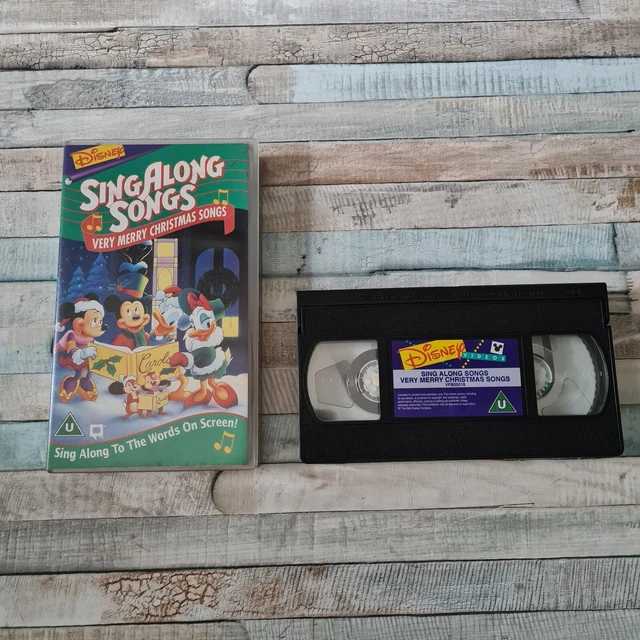 Disney
SING ALONG
SONGS
VERY MERRY CHRISTMAS SONGS
Carols
U
Sing Along To The Words On Screen!
Disney
VIDEOS
SING ALONG SONGS
VERY MERRY CHRISTMAS SONGS
U